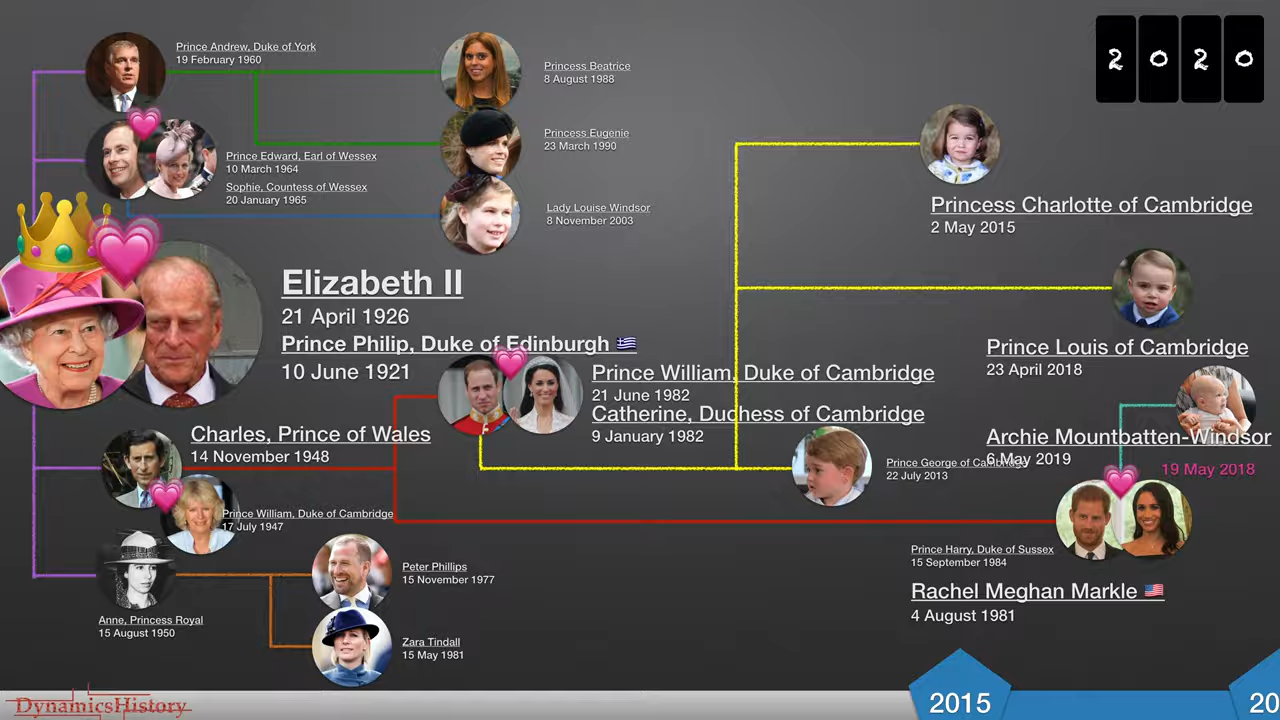 2 0 2 0
Prince Andrew, Duke of York
19 February 1960
Princess Beatrice
8 August 1988
Princess Eugenie
23 March 1990
Prince Edward, Earl of Wessex
10 March 1964
Sophie, Countess of Wessex
20 January 1965
Lady Louise Windsor
8 November 2003
Princess Charlotte of Cambridge
2 May 2015
Elizabeth II
21 April 1926
Prince Philip, Duke of Edinburgh
10 June 1921
Prince Louis of Cambridge
23 April 2018
Prince William, Duke of Cambridge
21 June 1982
Catherine, Duchess of Cambridge
9 January 1982
Charles, Prince of Wales
14 November 1948
Archie Mountbatten-Windsor
6 May 2019
19 May 2018
Prince George of Cambridge
22 July 2013
Prince William, Duke of Cambridge
17 July 1947
Prince Harry, Duke of Sussex
15 September 1984
Rachel Meghan Markle
4 August 1981
Peter Phillips
15 November 1977
Anne, Princess Royal
15 August 1950
Zara Tindall
15 May 1981
DynamicsHistory
2015
20